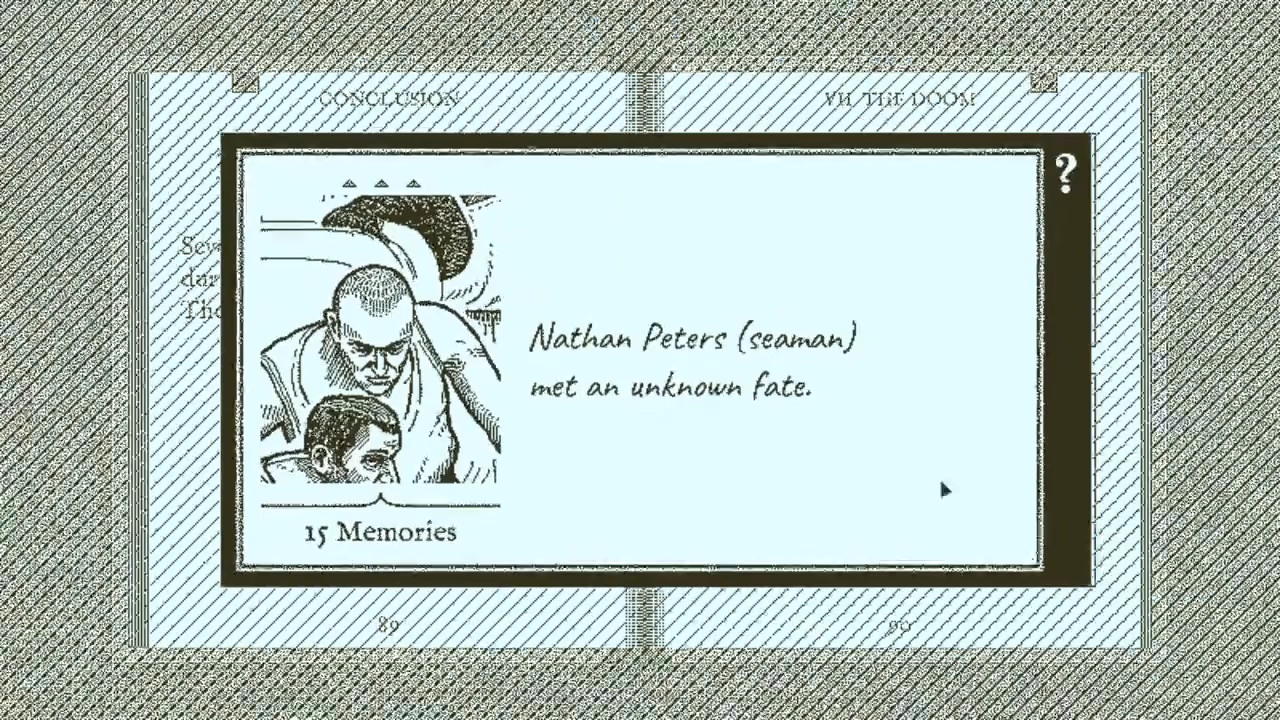 CONCLUSION
VII. THE DOOM
?
Nathan Peters (seaman)
met an unknown fate.
15 Memories
89
90